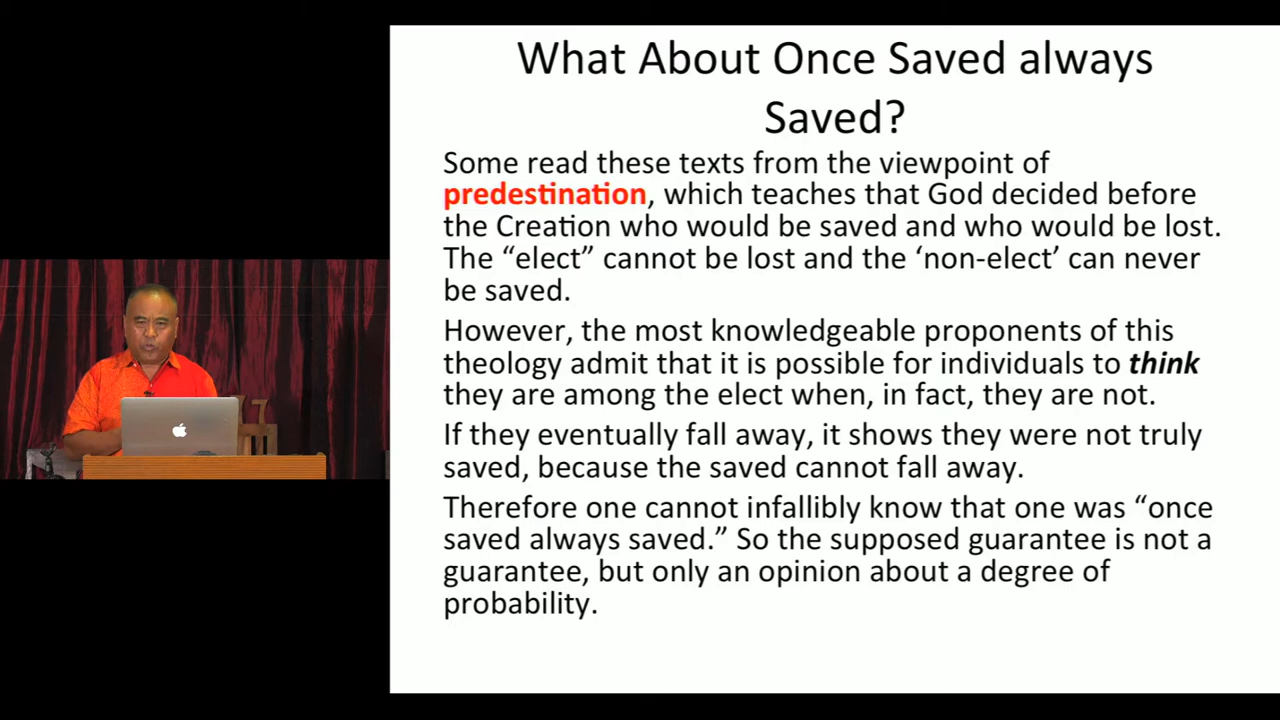 What About Once Saved always
Saved?
Some read these texts from the viewpoint of
predestination, which teaches that God decided before
the Creation who would be saved and who would be lost.
The “elect” cannot be lost and the ‘non-elect’ can never
be saved.
However, the most knowledgeable proponents of this
theology admit that it is possible for individuals to think
they are among the elect when, in fact, they are not.
If they eventually fall away, it shows they were not truly
saved, because the saved cannot fall away.
Therefore one cannot infallibly know that one was “once
saved always saved.” So the supposed guarantee is not a
guarantee, but only an opinion about a degree of
probability.